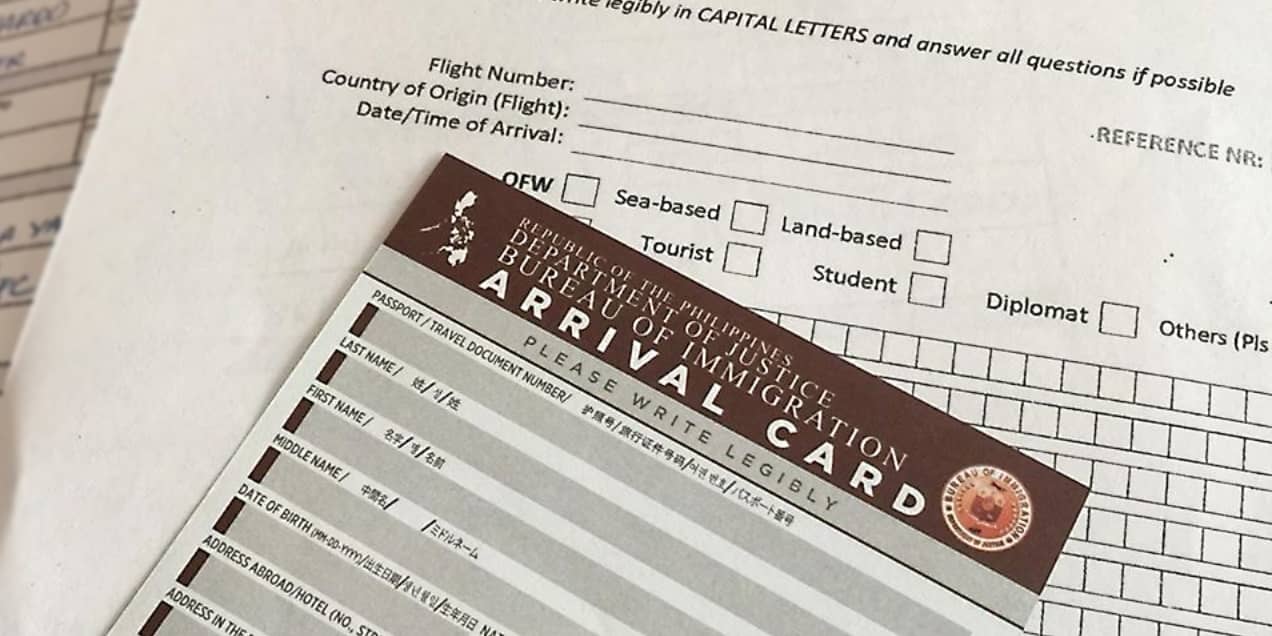 legibly in CAPITAL LETTERS and answer all questions if possible
Flight Number:
Country of Origin (Flight):
Date/Time of Arrival:
REFERENCE NR:
OFW Sea-based Land-based
Tourist Student Diplomat Others (Pls
REPUBLIC OF THE PHILIPPINES
DEPARTMENT OF JUSTICE
BUREAU OF IMMIGRATION
ARRIVAL CARD
PLEASE WRITE LEGIBLY
BUREAU OF IMMIGRATION
PASSPORT / TRAVEL DOCUMENT NUMBER/ 护照号/旅行证件号码/여권 번호/パスポート番号
LAST NAME / 姓/성/姓
FIRST NAME / 名字/명/名前
MIDDLE NAME / 中間名/ /ミドルネーム
DATE OF BIRTH (MM-DD-YYYY)/出生日期/생년월일/生年月日 NAT
ADDRESS ABROAD/HOTEL (NO., STR
ADDRESS IN THE